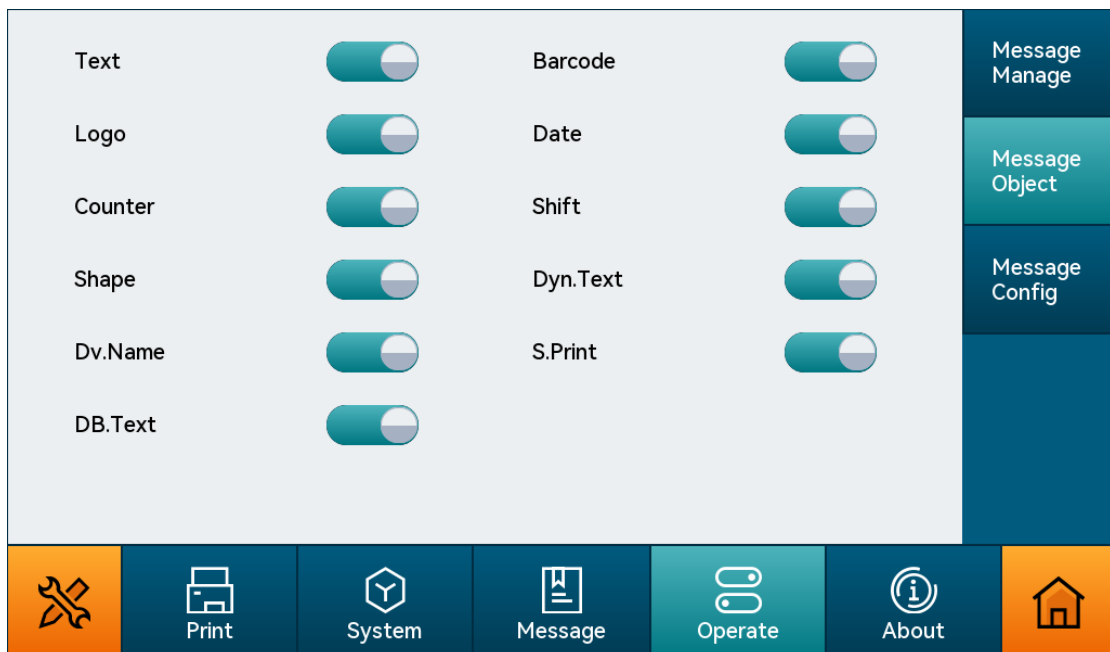 Text
Barcode
Logo
Date
Counter
Shift
Shape
Dyn.Text
Dv.Name
S.Print
DB.Text
Message
Manage
Message
Object
Message
Config
Print
System
Message
Operate
About